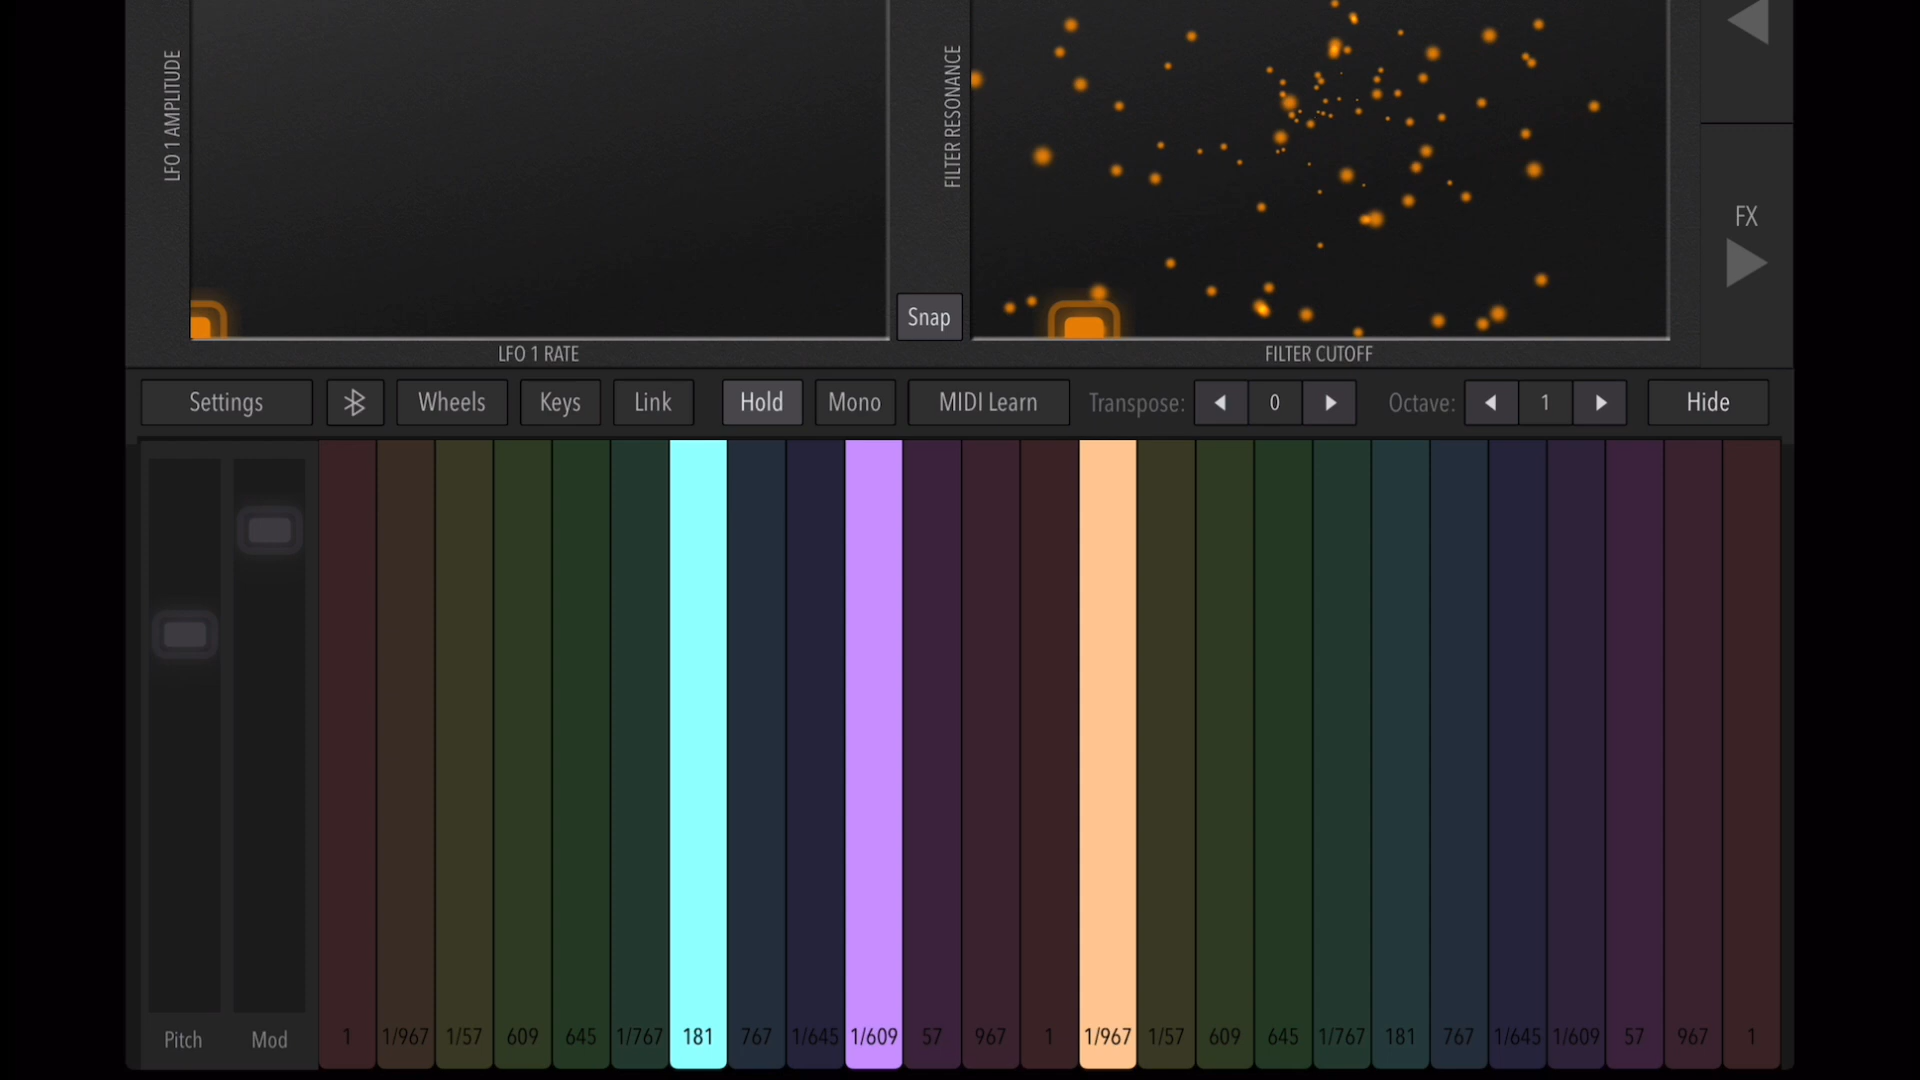 LFO 1 AMPLITUDE
FILTER RESONANCE
FX
Snap
LFO 1 RATE
FILTER CUTOFF
Settings Wheels Keys Link Hold Mono MIDI Learn Transpose: 0 Octave: 1 Hide
Pitch Mod 1 1/967 1/57 609 645 1/767 181 767 1/645 1/609 57 967 1 1/967 1/57 609 645 1/767 181 767 1/645 1/609 57 967 1